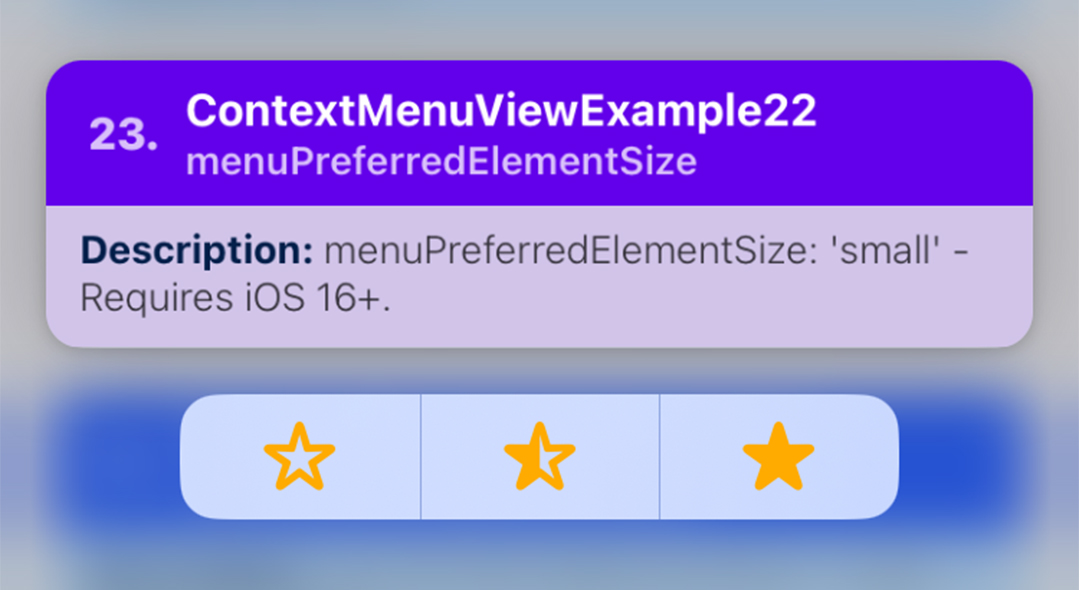 23.
ContextMenuViewExample22
menuPreferredElementSize
Description: menuPreferredElementSize: 'small' -
Requires iOS 16+.